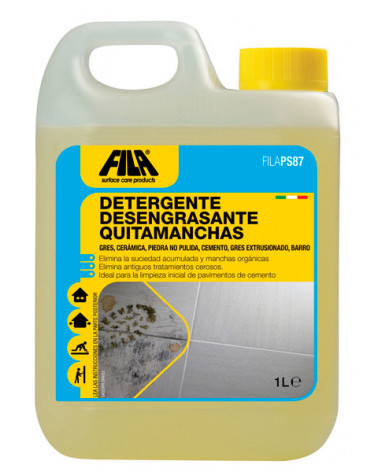 FILA
surface care products
FILAPS87
DETERGENTE
DESENGRASANTE
QUITAMANCHAS
GRES, CERÁMICA, PIEDRA NO PULIDA, CEMENTO, GRES EXTRUSIONADO, BARRO
Elimina la suciedad acumulada y manchas orgánicas
Elimina antiguos tratamientos cerosos.
Ideal para la limpieza inicial de pavimentos de cemento
LEA LAS INSTRUCCIONES EN LA PARTE POSTERIOR
1L℮